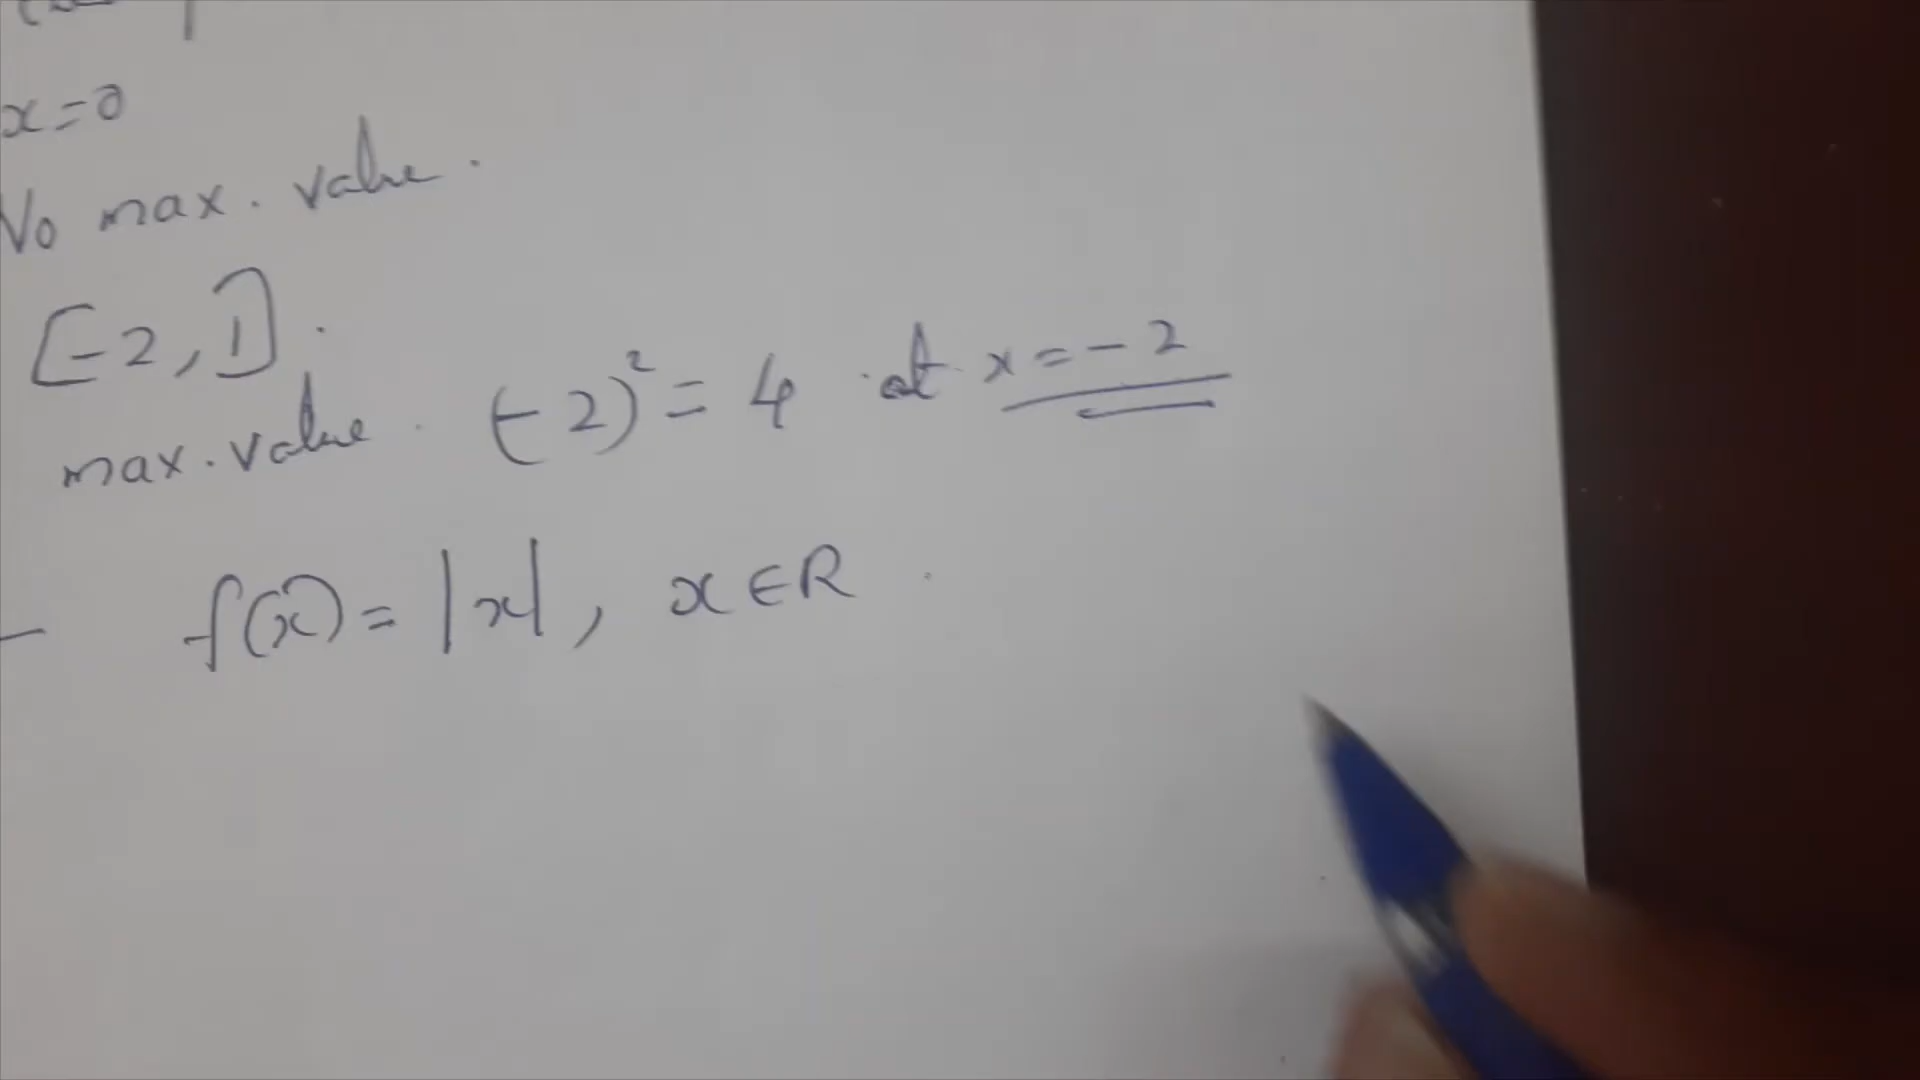 x=0
No max. value.
[-2, 1].
max. value. (-2)² = 4 at x = -2
f(x) = |x|, x ∈ R.